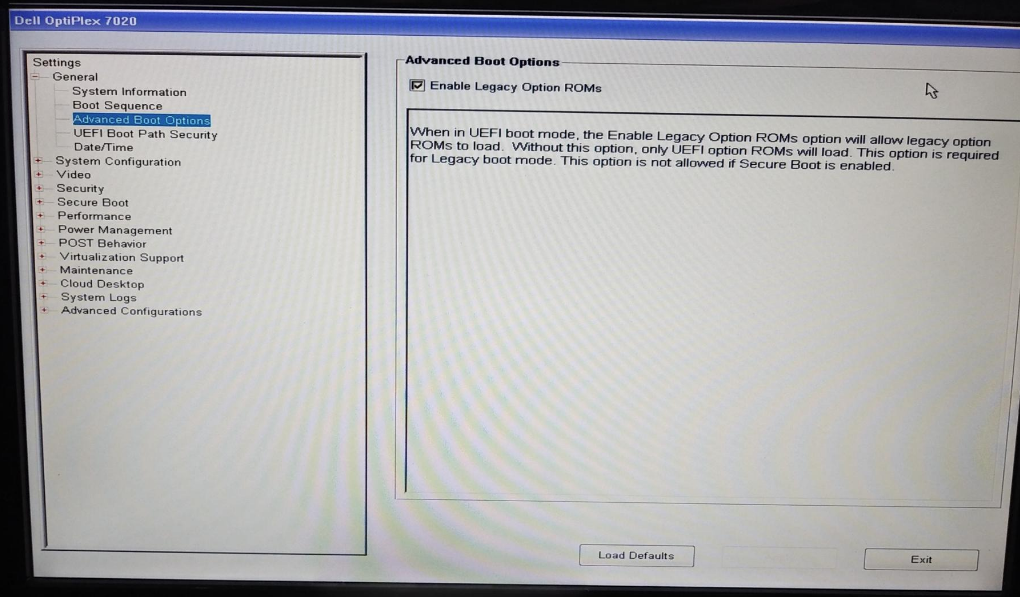 Dell OptiPlex 7020
Settings
General
System Information
Boot Sequence
Advanced Boot Options
UEFI Boot Path Security
Date/Time
System Configuration
Video
Security
Secure Boot
Performance
Power Management
POST Behavior
Virtualization Support
Maintenance
Cloud Desktop
System Logs
Advanced Configurations
Advanced Boot Options
Enable Legacy Option ROMs
When in UEFI boot mode, the Enable Legacy Option ROMs option will allow legacy option
ROMs to load. Without this option, only UEFI option ROMs will load. This option is required
for Legacy boot mode. This option is not allowed if Secure Boot is enabled.
Load Defaults
Exit